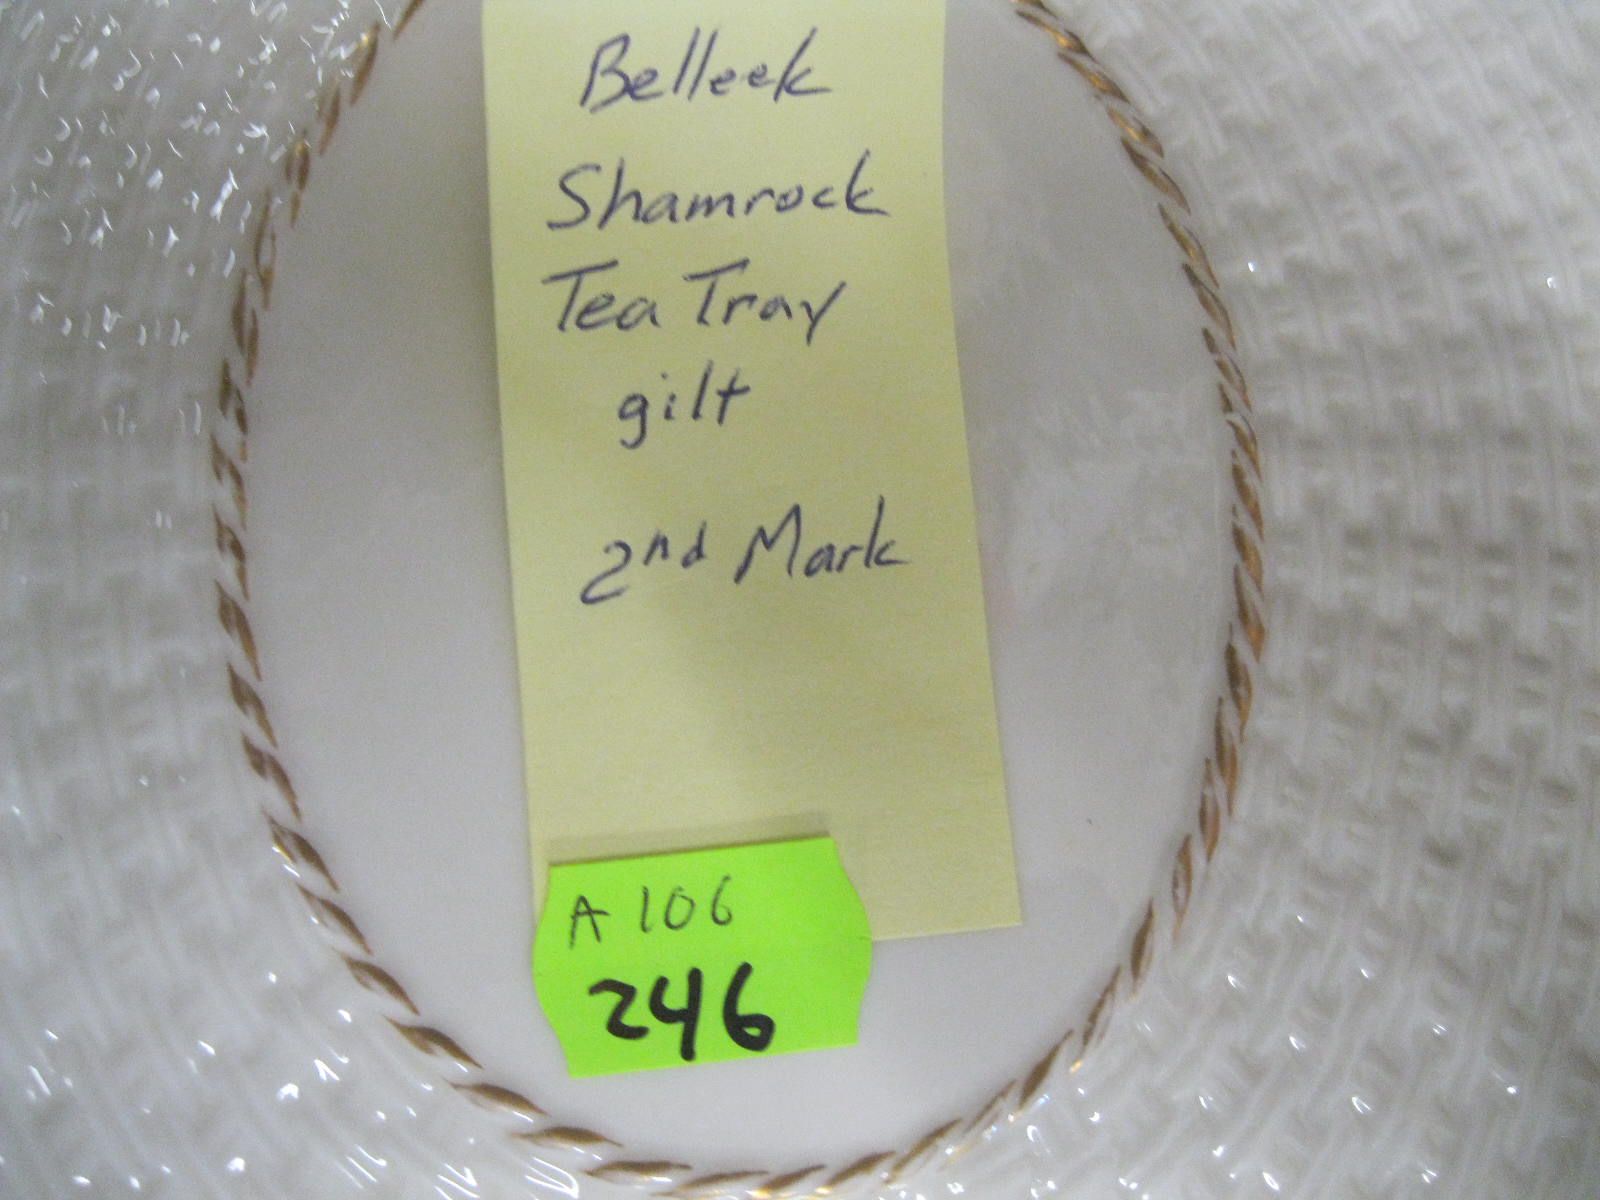 Belleek
Shamrock
Tea Tray
gilt
2nd Mark
A 106
246